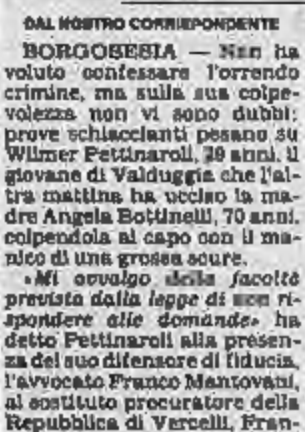 DAL NOSTRO CORRISPONDENTE
BORGOSESIA — Non ha
voluto confessare l'orrendo
crimine, ma sulla sua colpe-
volezza non vi sono dubbi:
prove schiaccianti pesano su
Wilmer Pettinaroli, anni, il
giovane di Valduggia che l'al-
tra mattina ha ucciso la ma-
dre Angela Bottinelli, 70 anni,
colpendola al capo con il ma-
nico di una grossa scure.
«Mi avvalgo della facoltà
prevista dalla legge di non ri-
spondere alle domande» ha
detto Pettinaroli alla presen-
za del suo difensore di fiducia,
l'avvocato Franco Mantovani,
al sostituto procuratore della
Repubblica di Vercelli, Fran-